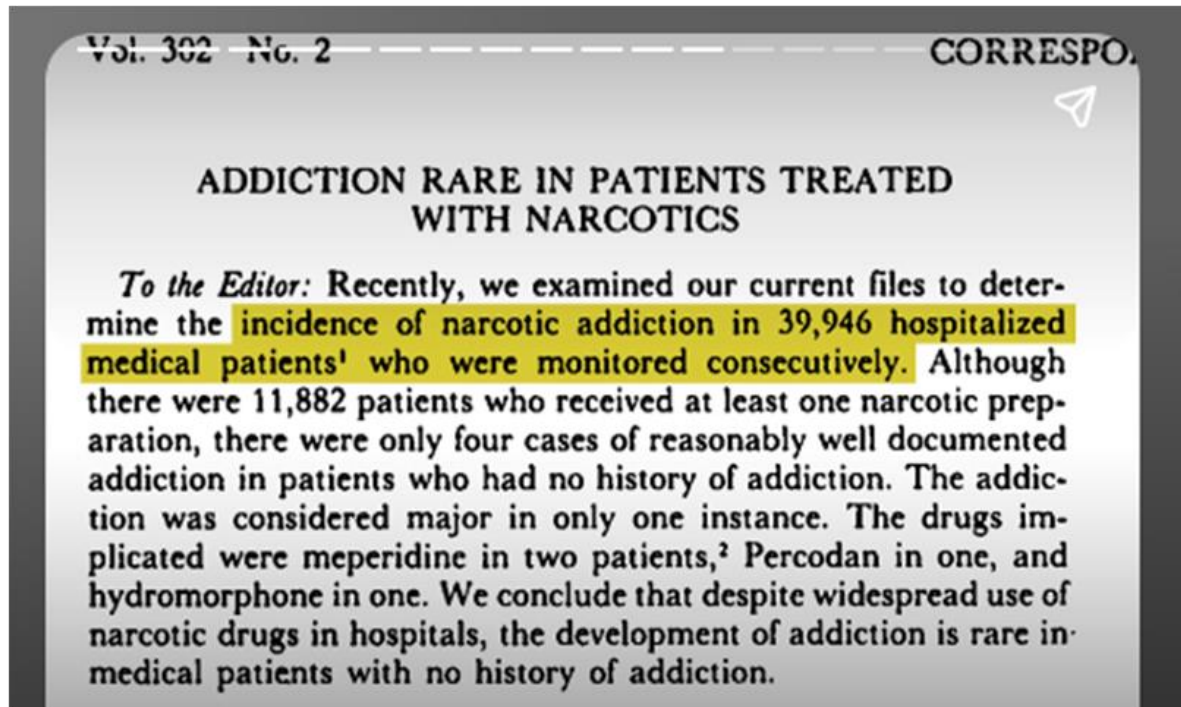 Vol. 302 No. 2
CORRESPO
ADDICTION RARE IN PATIENTS TREATED
WITH NARCOTICS
To the Editor: Recently, we examined our current files to deter-
mine the incidence of narcotic addiction in 39,946 hospitalized
medical patients¹ who were monitored consecutively. Although
there were 11,882 patients who received at least one narcotic prep-
aration, there were only four cases of reasonably well documented
addiction in patients who had no history of addiction. The addic-
tion was considered major in only one instance. The drugs im-
plicated were meperidine in two patients,² Percodan in one, and
hydromorphone in one. We conclude that despite widespread use of
narcotic drugs in hospitals, the development of addiction is rare in
medical patients with no history of addiction.